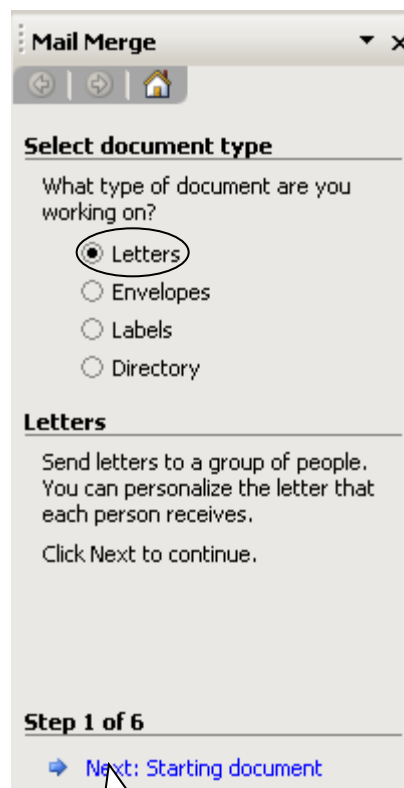 Mail Merge
Select document type
What type of document are you
working on?
Letters
Envelopes
Labels
Directory
Letters
Send letters to a group of people.
You can personalize the letter that
each person receives.
Click Next to continue.
Step 1 of 6
Next: Starting document